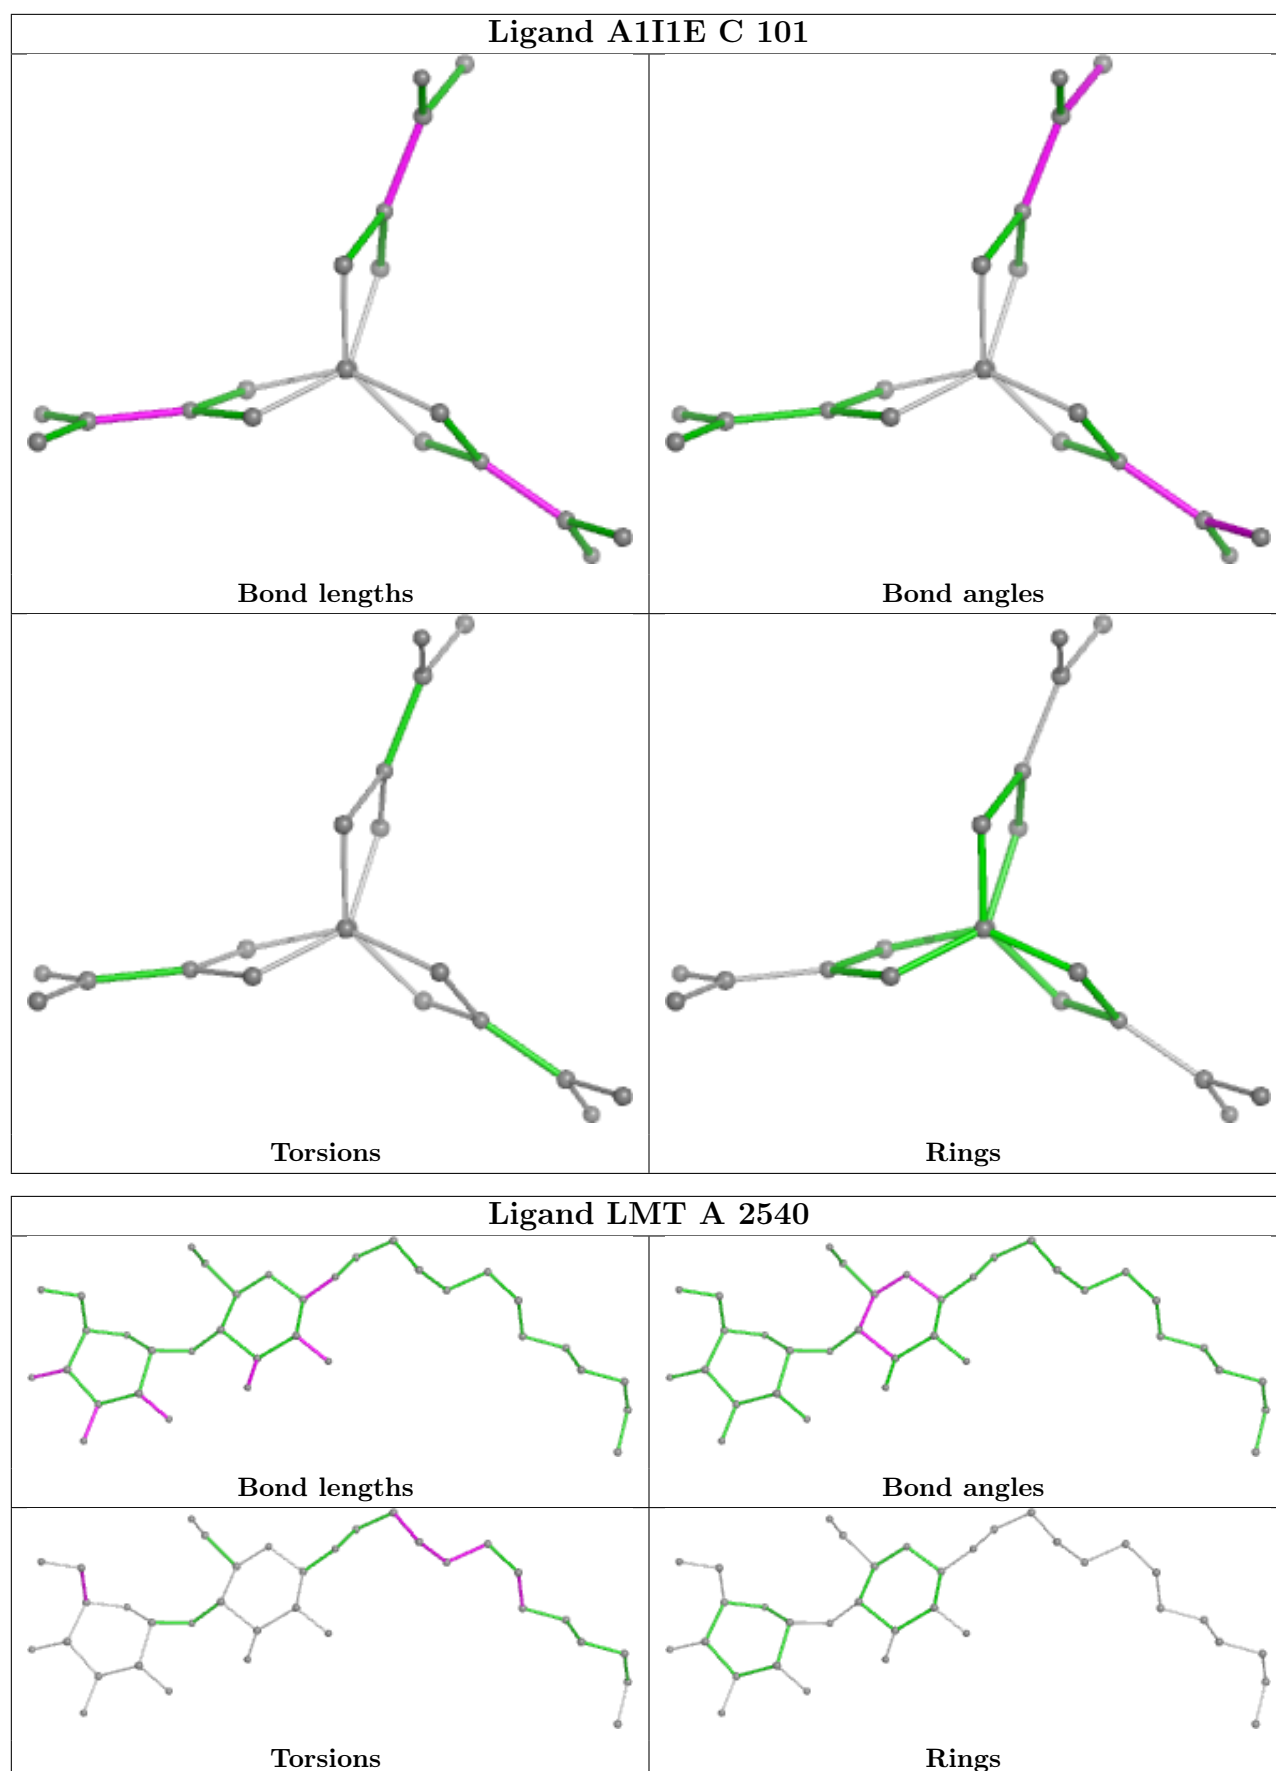 Ligand A1I1E C 101
Bond lengths
Bond angles
Torsions
Rings
Ligand LMT A 2540
Bond lengths
Bond angles
Torsions
Rings